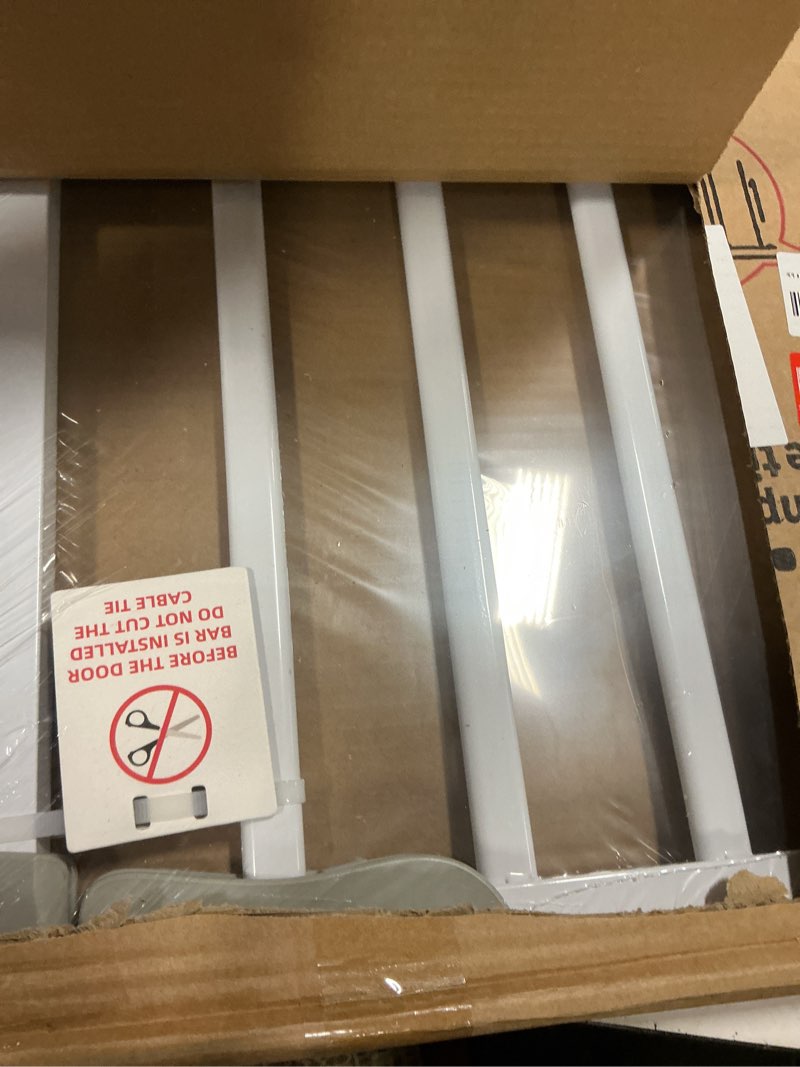 BEFORE THE DOOR
BAR IS INSTALLED
DO NOT CUT THE
CABLE TIE